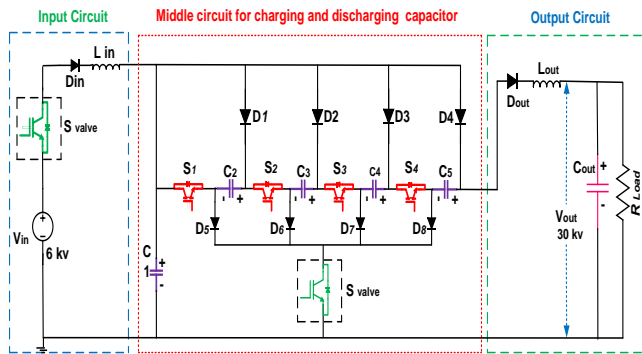 Input Circuit
Middle circuit for charging and discharging capacitor
Output Circuit
L in
Din
S valve
Vin
6 kv
D1
D2
D3
D4
S1
C2
S2
C3
S3
C4
S4
C5
- +
- +
- +
- +
D5
D6
D7
D8
C
1
+
-
S valve
Dout
Lout
Cout
+
-
Vout
30 kv
R Load
+
-